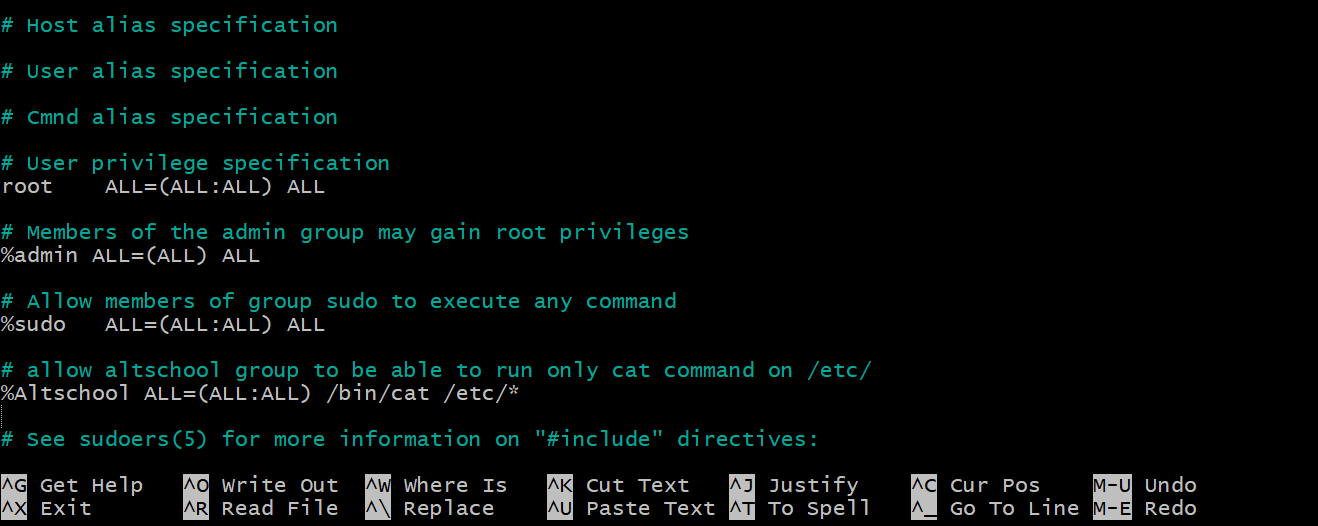 # Host alias specification
# User alias specification
# Cmnd alias specification
# User privilege specification
root    ALL=(ALL:ALL) ALL
# Members of the admin group may gain root privileges
%admin ALL=(ALL) ALL
# Allow members of group sudo to execute any command
%sudo   ALL=(ALL:ALL) ALL
# allow altschool group to be able to run only cat command on /etc/
%Altschool ALL=(ALL:ALL) /bin/cat /etc/*
# See sudoers(5) for more information on "#include" directives:
^G Get Help   ^O Write Out  ^W Where Is   ^K Cut Text   ^J Justify    ^C Cur Pos    M-U Undo
^X Exit       ^R Read File  ^\ Replace    ^U Paste Text ^T To Spell   ^_ Go To Line M-E Redo